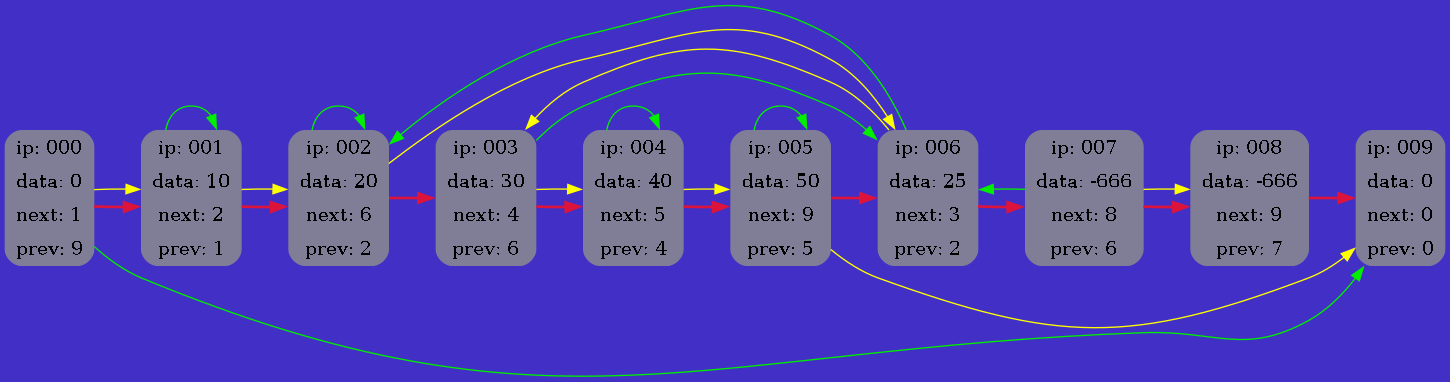 ip: 000
data: 0
next: 1
prev: 9
ip: 001
data: 10
next: 2
prev: 1
ip: 002
data: 20
next: 6
prev: 2
ip: 003
data: 30
next: 4
prev: 6
ip: 004
data: 40
next: 5
prev: 4
ip: 005
data: 50
next: 9
prev: 5
ip: 006
data: 25
next: 3
prev: 2
ip: 007
data: -666
next: 8
prev: 6
ip: 008
data: -666
next: 9
prev: 7
ip: 009
data: 0
next: 0
prev: 0